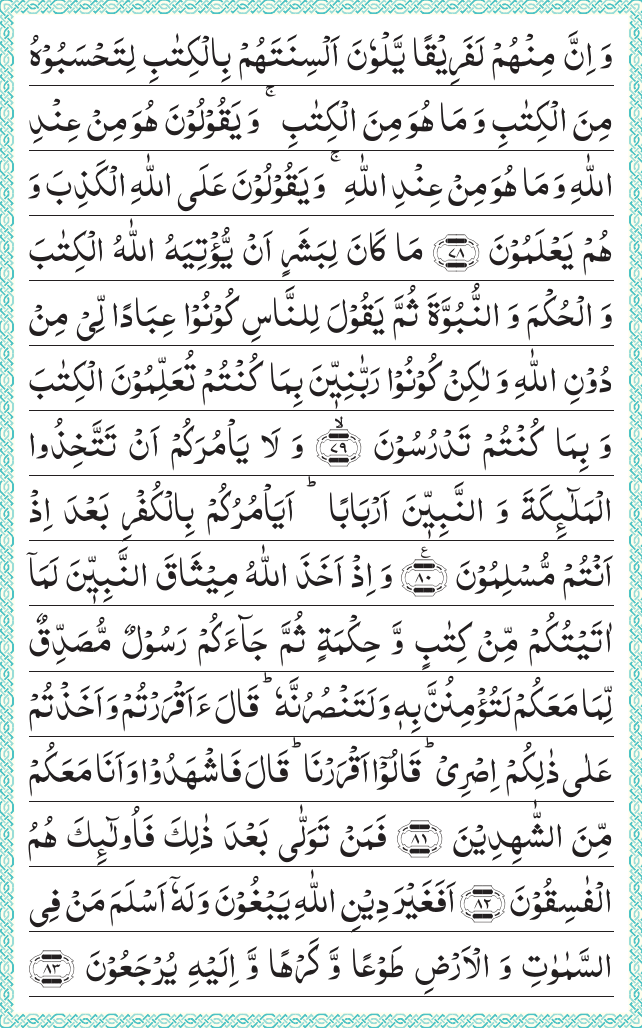 وَ اِنَّ مِنْهُمْ لَفَرِیْقًا یَّلْوٗنَ اَلْسِنَتَهُمْ بِالْكِتٰبِ لِتَحْسَبُوْهُ
مِنَ الْكِتٰبِ وَ مَا هُوَ مِنَ الْكِتٰبِ ۚ وَ یَقُوْلُوْنَ هُوَ مِنْ عِنْدِ
اللّٰهِ وَ مَا هُوَ مِنْ عِنْدِ اللّٰهِ ۚ وَ یَقُوْلُوْنَ عَلَى اللّٰهِ الْكَذِبَ وَ
هُمْ یَعْلَمُوْنَ ﴿۷۸﴾ مَا كَانَ لِبَشَرٍ اَنْ یُّؤْتِیَهُ اللّٰهُ الْكِتٰبَ
وَ الْحُكْمَ وَ النُّبُوَّةَ ثُمَّ یَقُوْلَ لِلنَّاسِ كُوْنُوْا عِبَادًا لِّیْ مِنْ
دُوْنِ اللّٰهِ وَ لٰكِنْ كُوْنُوْا رَبّٰنِیّٖنَ بِمَا كُنْتُمْ تُعَلِّمُوْنَ الْكِتٰبَ
وَ بِمَا كُنْتُمْ تَدْرُسُوْنَ ﴿ۙ۷۹﴾ وَ لَا یَاْمُرَكُمْ اَنْ تَتَّخِذُوا
الْمَلٰٓىِٕكَةَ وَ النَّبِیّٖنَ اَرْبَابًا ؕ اَیَاْمُرُكُمْ بِالْكُفْرِ بَعْدَ اِذْ
اَنْتُمْ مُّسْلِمُوْنَ ﴿۸۰﴾ ع وَ اِذْ اَخَذَ اللّٰهُ مِیْثَاقَ النَّبِیّٖنَ لَمَاۤ
اٰتَیْتُكُمْ مِّنْ كِتٰبٍ وَّ حِكْمَةٍ ثُمَّ جَآءَكُمْ رَسُوْلٌ مُّصَدِّقٌ
لِّمَا مَعَكُمْ لَتُؤْمِنُنَّ بِهٖ وَ لَتَنْصُرُنَّهٗ ؕ قَالَ ءَاَقْرَرْتُمْ وَ اَخَذْتُمْ
عَلٰى ذٰلِكُمْ اِصْرِیْ ؕ قَالُوْۤا اَقْرَرْنَا ؕ قَالَ فَاشْهَدُوْا وَ اَنَا مَعَكُمْ
مِّنَ الشّٰهِدِیْنَ ﴿۸۱﴾ فَمَنْ تَوَلّٰى بَعْدَ ذٰلِكَ فَاُولٰٓىِٕكَ هُمُ
الْفٰسِقُوْنَ ﴿۸۲﴾ اَفَغَیْرَ دِیْنِ اللّٰهِ یَبْغُوْنَ وَ لَهٗۤ اَسْلَمَ مَنْ فِی
السَّمٰوٰتِ وَ الْاَرْضِ طَوْعًا وَّ كَرْهًا وَّ اِلَیْهِ یُرْجَعُوْنَ ﴿۸۳﴾